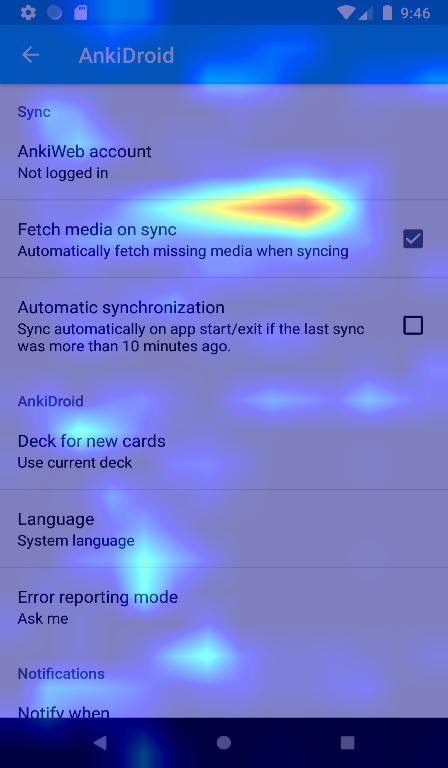 9:46
AnkiDroid
Sync
AnkiWeb account
Not logged in
Fetch media on sync
Automatically fetch missing media when syncing
Automatic synchronization
Sync automatically on app start/exit if the last sync
was more than 10 minutes ago.
AnkiDroid
Deck for new cards
Use current deck
Language
System language
Error reporting mode
Ask me
Notifications
Notify when